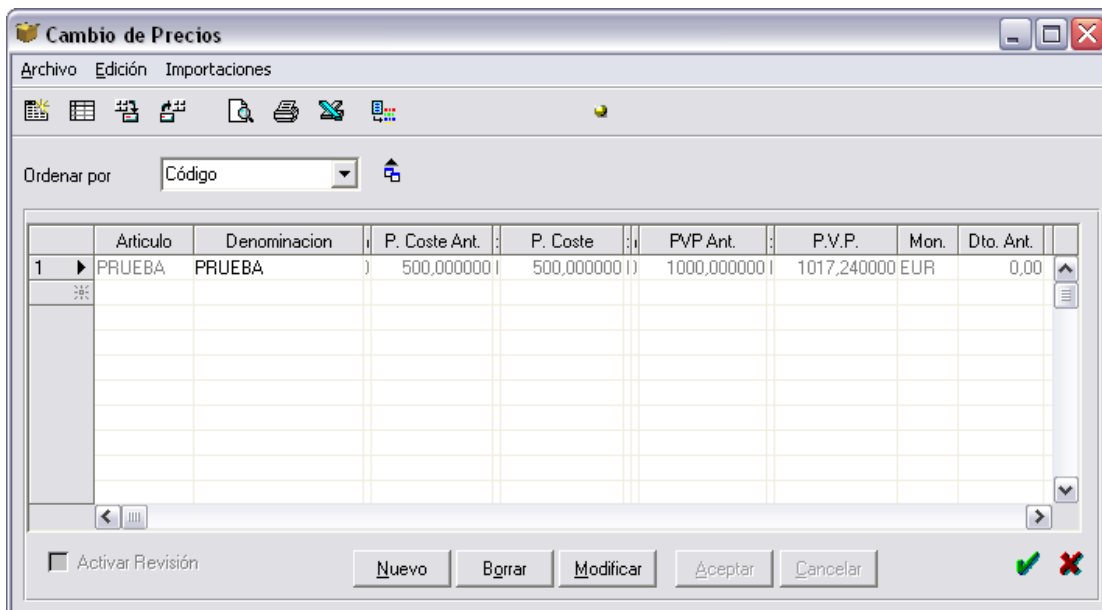 Cambio de Precios
Archivo Edición Importaciones
Ordenar por Código
Articulo Denominacion P. Coste Ant. P. Coste PVP Ant. P.V.P. Mon. Dto. Ant.
1 PRUEBA PRUEBA 500,000000 500,000000 1000,000000 1017,240000 EUR 0,00
Activar Revisión Nuevo Borrar Modificar Aceptar Cancelar